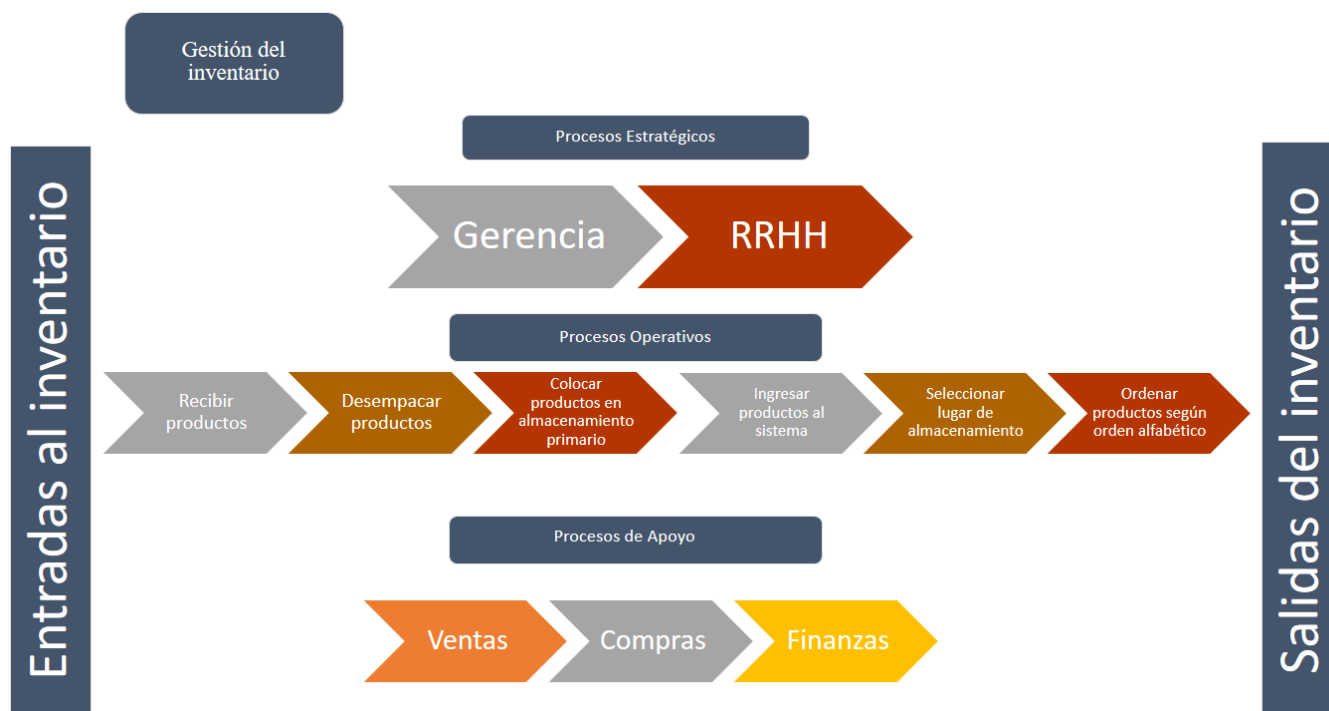 Gestión del
inventario
Procesos Estratégicos
Entradas al inventario
Gerencia
RRHH
Procesos Operativos
Recibir
productos
Desempacar
productos
Colocar
productos en
almacenamiento
primario
Ingresar
productos al
sistema
Seleccionar
lugar de
almacenamiento
Ordenar
productos según
orden alfabético
Procesos de Apoyo
Ventas
Compras
Finanzas
Salidas del inventario